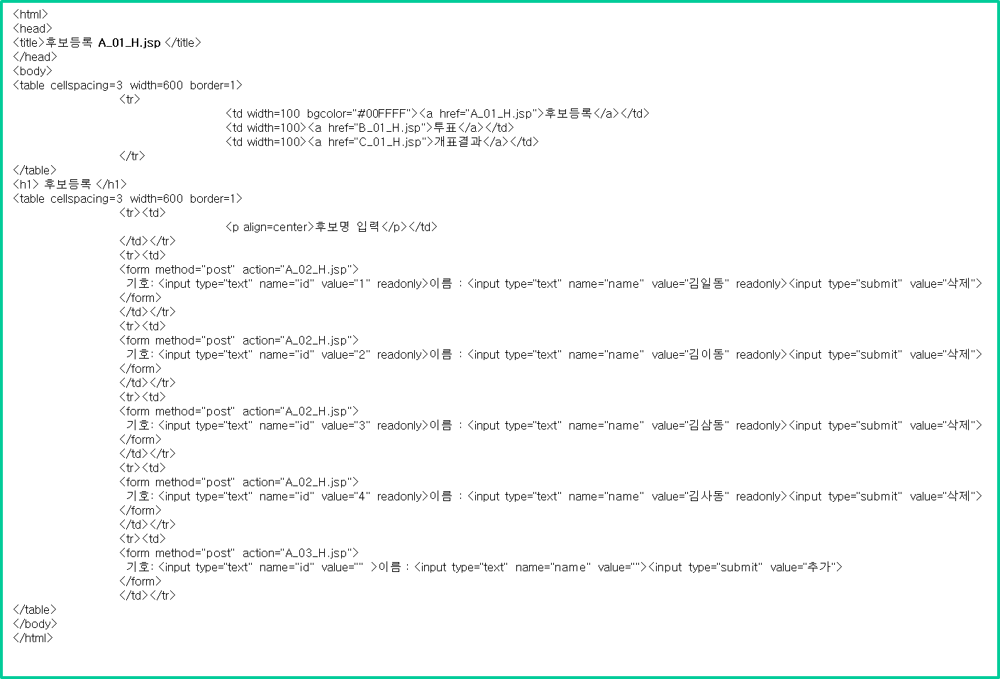 <html>
<head>
<title>후보등록 A_01_H.jsp </title>
</head>
<body>
<table cellspacing=3 width=600 border=1>
<tr>
<td width=100 bgcolor="#00FFFF"><a href="A_01_H.jsp">후보등록</a></td>
<td width=100><a href="B_01_H.jsp">투표</a></td>
<td width=100><a href="C_01_H.jsp">개표결과</a></td>
</tr>
</table>
<h1> 후보등록 </h1>
<table cellspacing=3 width=600 border=1>
<tr><td>
<p align=center>후보명 입력</p></td>
</td></tr>
<tr><td>
<form method="post" action="A_02_H.jsp">
기호: <input type="text" name="id" value="1" readonly>이름 : <input type="text" name="name" value="김일동" readonly><input type="submit" value="삭제">
</form>
</td></tr>
<tr><td>
<form method="post" action="A_02_H.jsp">
기호: <input type="text" name="id" value="2" readonly>이름 : <input type="text" name="name" value="김이동" readonly><input type="submit" value="삭제">
</form>
</td></tr>
<tr><td>
<form method="post" action="A_02_H.jsp">
기호: <input type="text" name="id" value="3" readonly>이름 : <input type="text" name="name" value="김삼동" readonly><input type="submit" value="삭제">
</form>
</td></tr>
<tr><td>
<form method="post" action="A_02_H.jsp">
기호: <input type="text" name="id" value="4" readonly>이름 : <input type="text" name="name" value="김사동" readonly><input type="submit" value="삭제">
</form>
</td></tr>
<tr><td>
<form method="post" action="A_03_H.jsp">
기호: <input type="text" name="id" value="" >이름 : <input type="text" name="name" value=""><input type="submit" value="추가">
</form>
</td></tr>
</table>
</body>
</html>